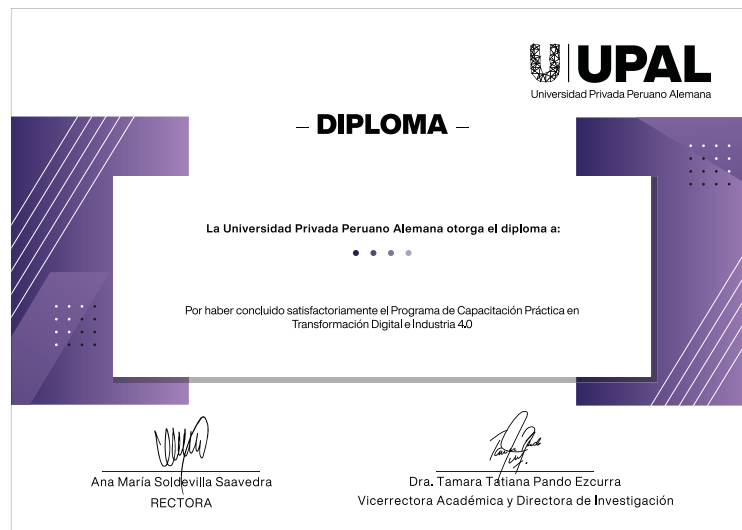 UPAL
Universidad Privada Peruano Alemana
– DIPLOMA –
La Universidad Privada Peruano Alemana otorga el diploma a:
Por haber concluido satisfactoriamente el Programa de Capacitación Práctica en
Transformación Digital e Industria 4.0
Ana María Soldevilla Saavedra
RECTORA
Dra. Tamara Tatiana Pando Ezcurra
Vicerrectora Académica y Directora de Investigación